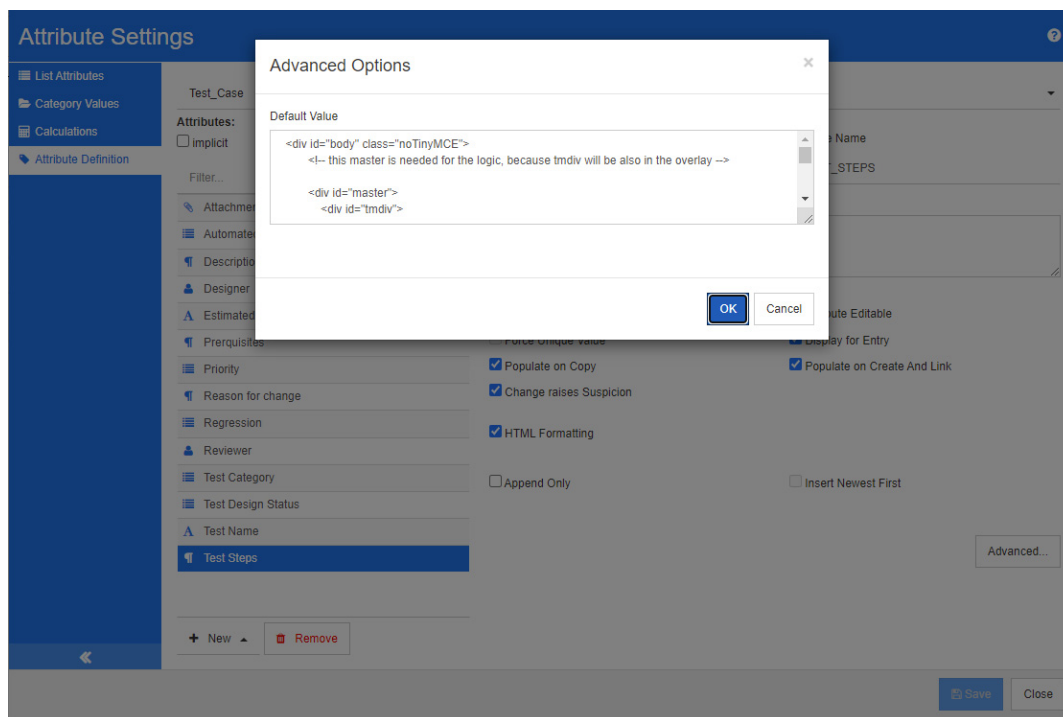 Attribute Settings
List Attributes
Category Values
Calculations
Attribute Definition
Test_Case
Attributes:
implicit
Filter...
Attachme
Automate
Descriptio
Designer
Estimated
Prerquisites
Priority
Reason for change
Regression
Reviewer
Test Category
Test Design Status
Test Name
Test Steps
New
Remove
Advanced Options
×
Default Value
<div id="body" class="noTinyMCE">
<!-- this master is needed for the logic, because tmdiv will be also in the overlay -->
<div id="master">
<div id="tmdiv">
OK
Cancel
Name
_STEPS
ute Editable
Force Unique Value
Display for Entry
Populate on Copy
Populate on Create And Link
Change raises Suspicion
HTML Formatting
Append Only
Insert Newest First
Advanced...
Save
Close